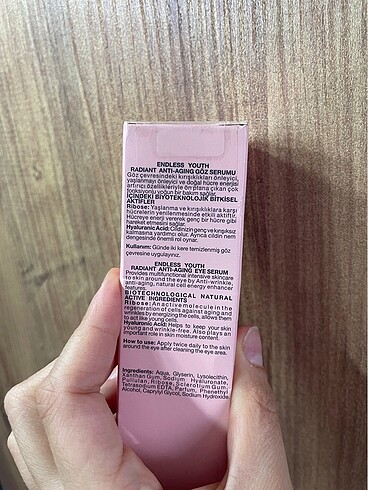 ENDLESS YOUTH
RADIANT ANTI-AGING GÖZ SERUMU
Göz çevresindeki kırışıklıkları önleyici,
yaşlanmayı önleyici ve doğal hücre enerjisi
artırıcı özellikleriyle ön plana çıkan çok
fonksiyonlu yoğun bir bakım sağlar.
İÇİNDEKİ BİYOTEKNOLOJİK BİTKİSEL
AKTİFLER
Ribose: Yaşlanma ve kırışıklıklara karşı
hücrelerin yenilenmesinde etkili aktiftir.
Hücreye enerji vererek genç bir hücre gibi
hareket etmesini sağlar.
Hyaluronic Acid: Cildinizin genç ve kırışıksız
kalmasına yardımcı olur. Ayrıca cildin nem
dengesinde önemli rol oynar.
Kullanım: Günde iki kere temizlenmiş göz
çevresine uygulayınız.
ENDLESS YOUTH
RADIANT ANTI-AGING EYE SERUM
Provides multifunctional intensive skincare
to skin around the eye by Anti-wrinkle,
anti-aging, natural cell energy enhancer
features.
BIOTECHNOLOGICAL NATURAL
ACTIVE INGREDIENTS
Ribose: An active molecule in the
regeneration of cells against aging and
wrinkles by energizing the cells, allows them
to act like young cells.
Hyaluronic Acid: Helps to keep your skin
young and wrinkle-free. Also plays an
important role in skin moisture content.
How to use: Apply twice daily to the skin
around the eye after cleansing the eye area.
Ingredients: Aqua, Glyserin, Lysolecithin,
Xanthan Gum, Sodium Hyaluronate,
Pullulan, Ribose, Sclerotium Gum,
Tetrasodium EDTA, Parfum, Phenethyl
Alcohol, Caprylyl Glycol, Sodium Hydroxide.